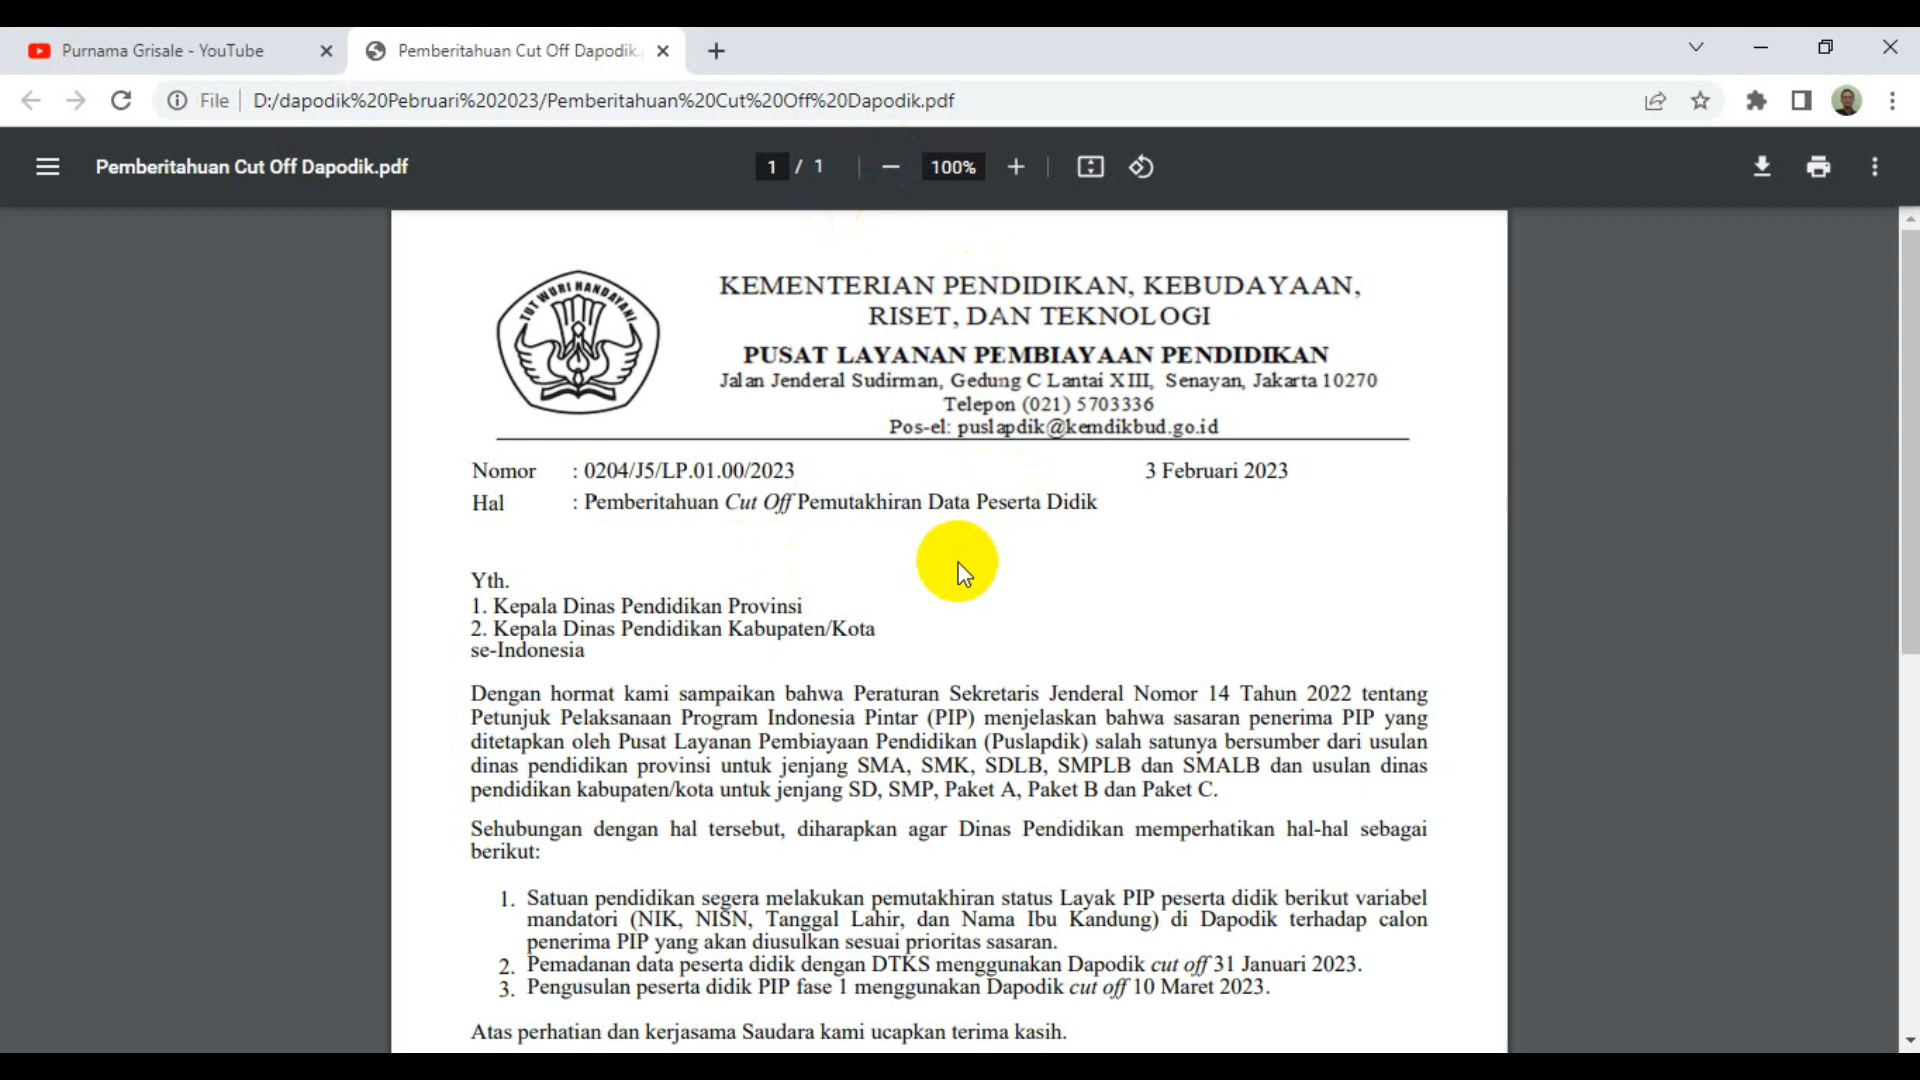 Purnama Grisale - YouTube
Pemberitahuan Cut Off Dapodik.
File
D:/dapodik%20Pebruari%202023/Pemberitahuan%20Cut%20Off%20Dapodik.pdf
Pemberitahuan Cut Off Dapodik.pdf
1 / 1
100%
TUT WURI HANDAYANI
KEMENTERIAN PENDIDIKAN, KEBUDAYAAN,
RISET, DAN TEKNOLOGI
PUSAT LAYANAN PEMBIAYAAN PENDIDIKAN
Jalan Jenderal Sudirman, Gedung C Lantai XIII, Senayan, Jakarta 10270
Telepon (021) 5703336
Pos-el: puslapdik@kemdikbud.go.id
Nomor : 0204/J5/LP.01.00/2023 3 Februari 2023
Hal : Pemberitahuan Cut Off Pemutakhiran Data Peserta Didik
Yth.
1. Kepala Dinas Pendidikan Provinsi
2. Kepala Dinas Pendidikan Kabupaten/Kota
se-Indonesia
Dengan hormat kami sampaikan bahwa Peraturan Sekretaris Jenderal Nomor 14 Tahun 2022 tentang
Petunjuk Pelaksanaan Program Indonesia Pintar (PIP) menjelaskan bahwa sasaran penerima PIP yang
ditetapkan oleh Pusat Layanan Pembiayaan Pendidikan (Puslapdik) salah satunya bersumber dari usulan
dinas pendidikan provinsi untuk jenjang SMA, SMK, SDLB, SMPLB dan SMALB dan usulan dinas
pendidikan kabupaten/kota untuk jenjang SD, SMP, Paket A, Paket B dan Paket C.
Sehubungan dengan hal tersebut, diharapkan agar Dinas Pendidikan memperhatikan hal-hal sebagai
berikut:
1. Satuan pendidikan segera melakukan pemutakhiran status Layak PIP peserta didik berikut variabel
mandatori (NIK, NISN, Tanggal Lahir, dan Nama Ibu Kandung) di Dapodik terhadap calon
penerima PIP yang akan diusulkan sesuai prioritas sasaran.
2. Pemadanan data peserta didik dengan DTKS menggunakan Dapodik cut off 31 Januari 2023.
3. Pengusulan peserta didik PIP fase 1 menggunakan Dapodik cut off 10 Maret 2023.
Atas perhatian dan kerjasama Saudara kami ucapkan terima kasih.